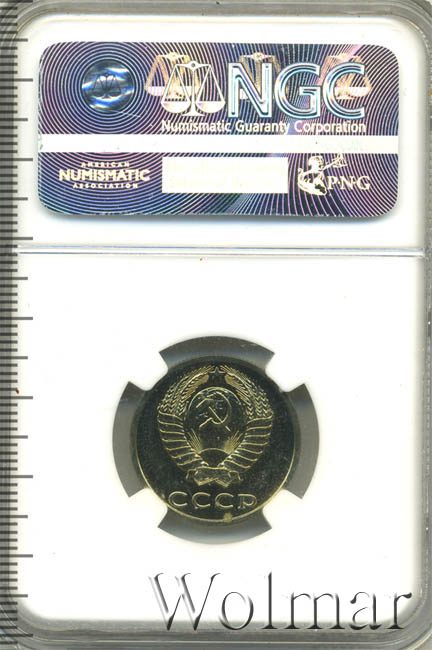 NGC
Numismatic Guaranty Corporation
AMERICAN
NUMISMATIC
ASSOCIATION
PNG
СССР
Wolmar